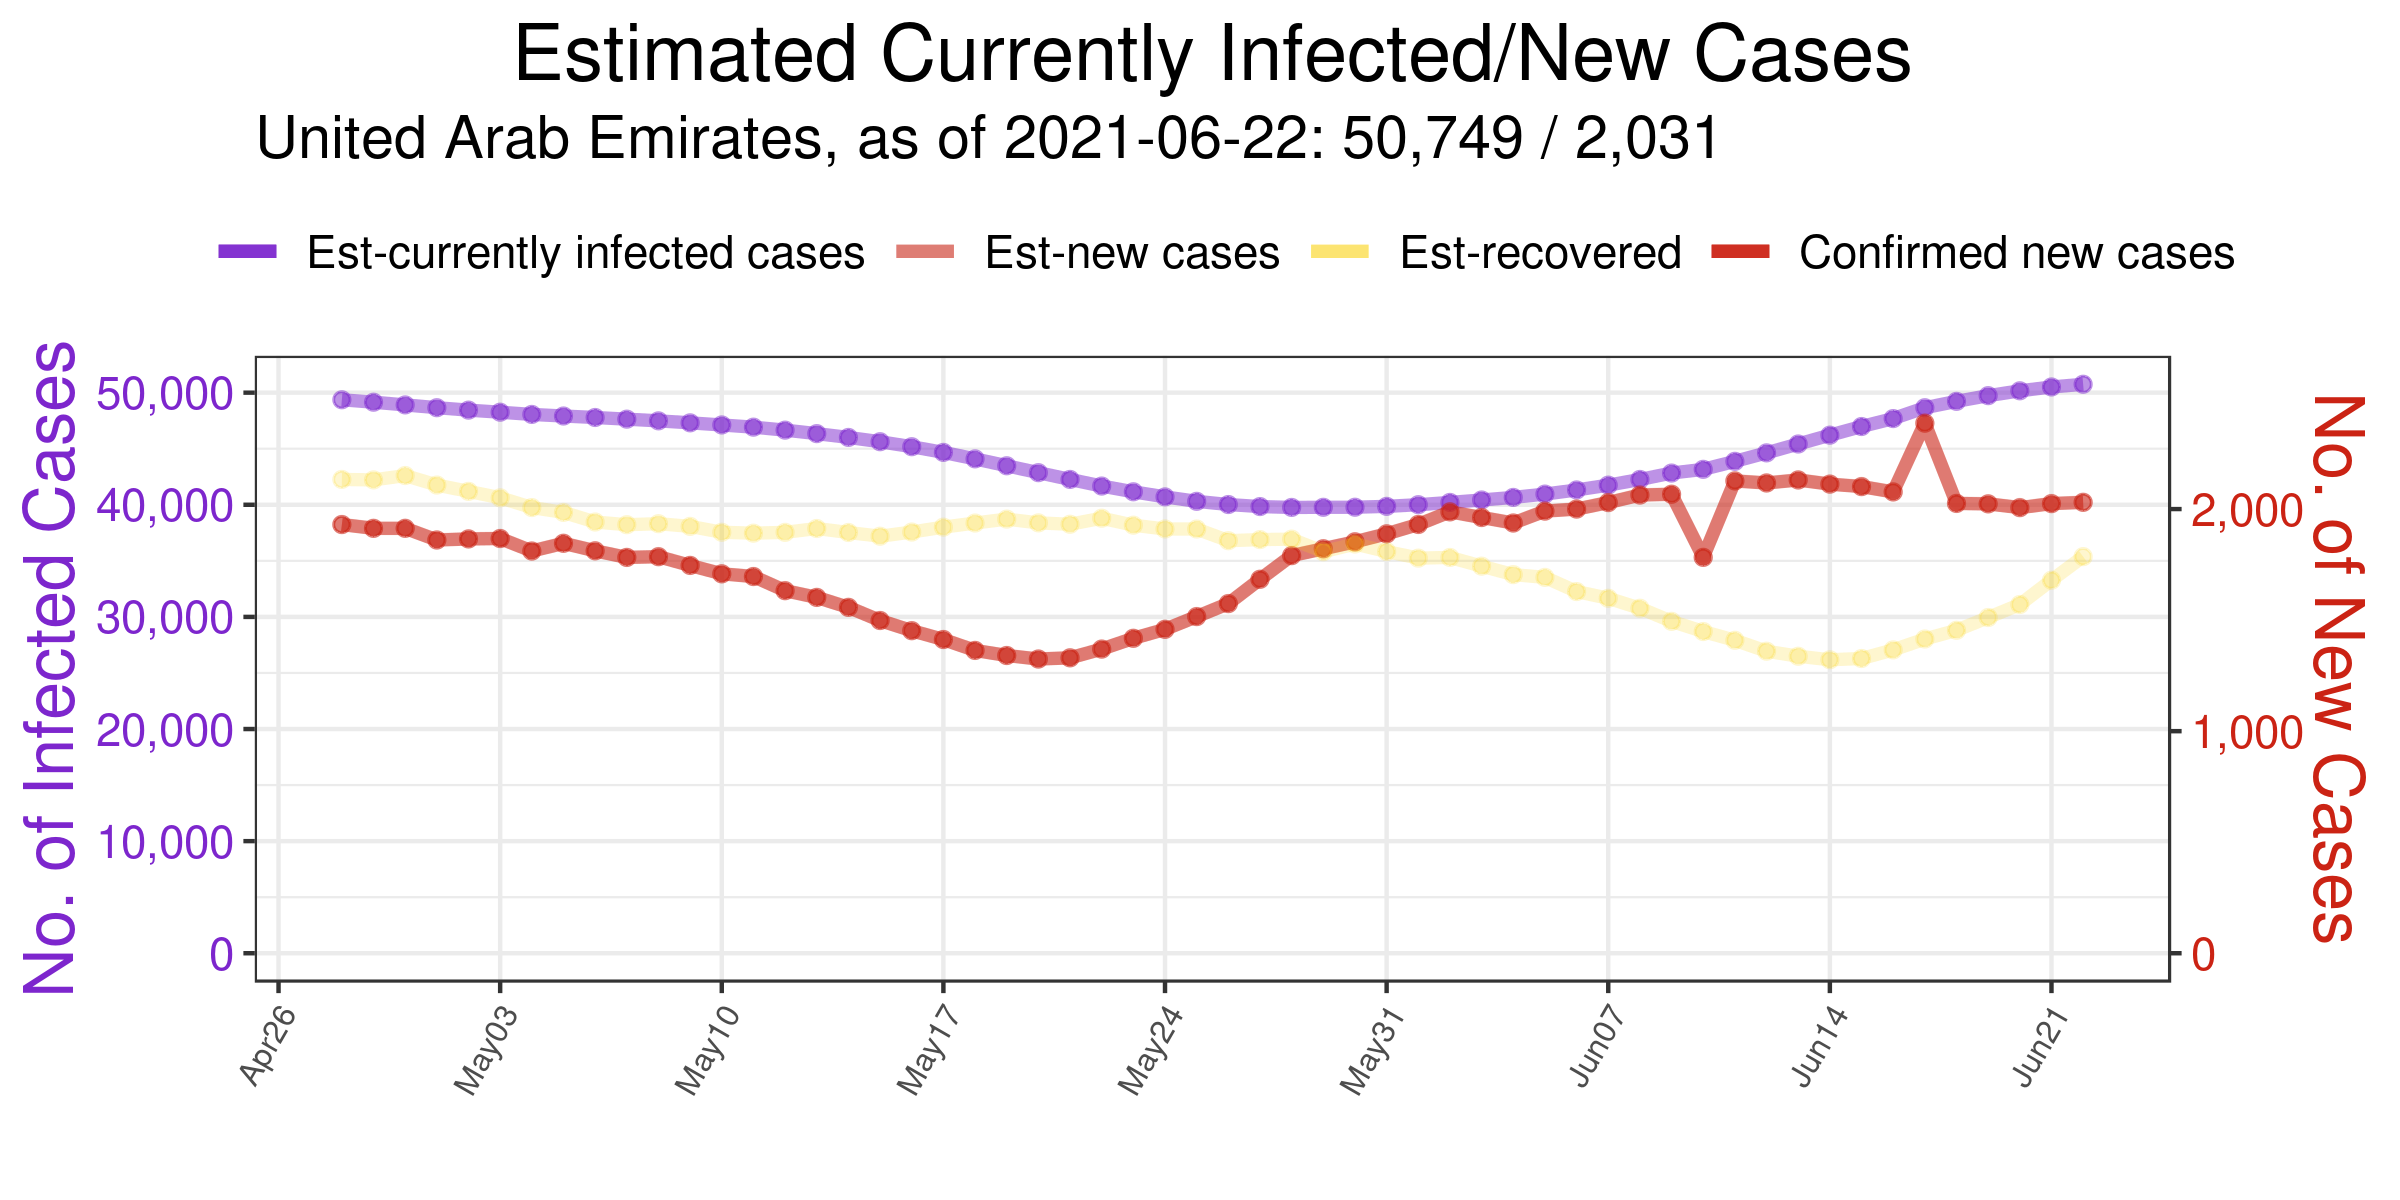 Estimated Currently Infected/New Cases
United Arab Emirates, as of 2021-06-22: 50,749 / 2,031
Est-currently infected cases Est-new cases Est-recovered Confirmed new cases
No. of Infected Cases
50,000
40,000
30,000
20,000
10,000
0
No. of New Cases
2,000
1,000
0
Apr26 May03 May10 May17 May24 May31 Jun07 Jun14 Jun21